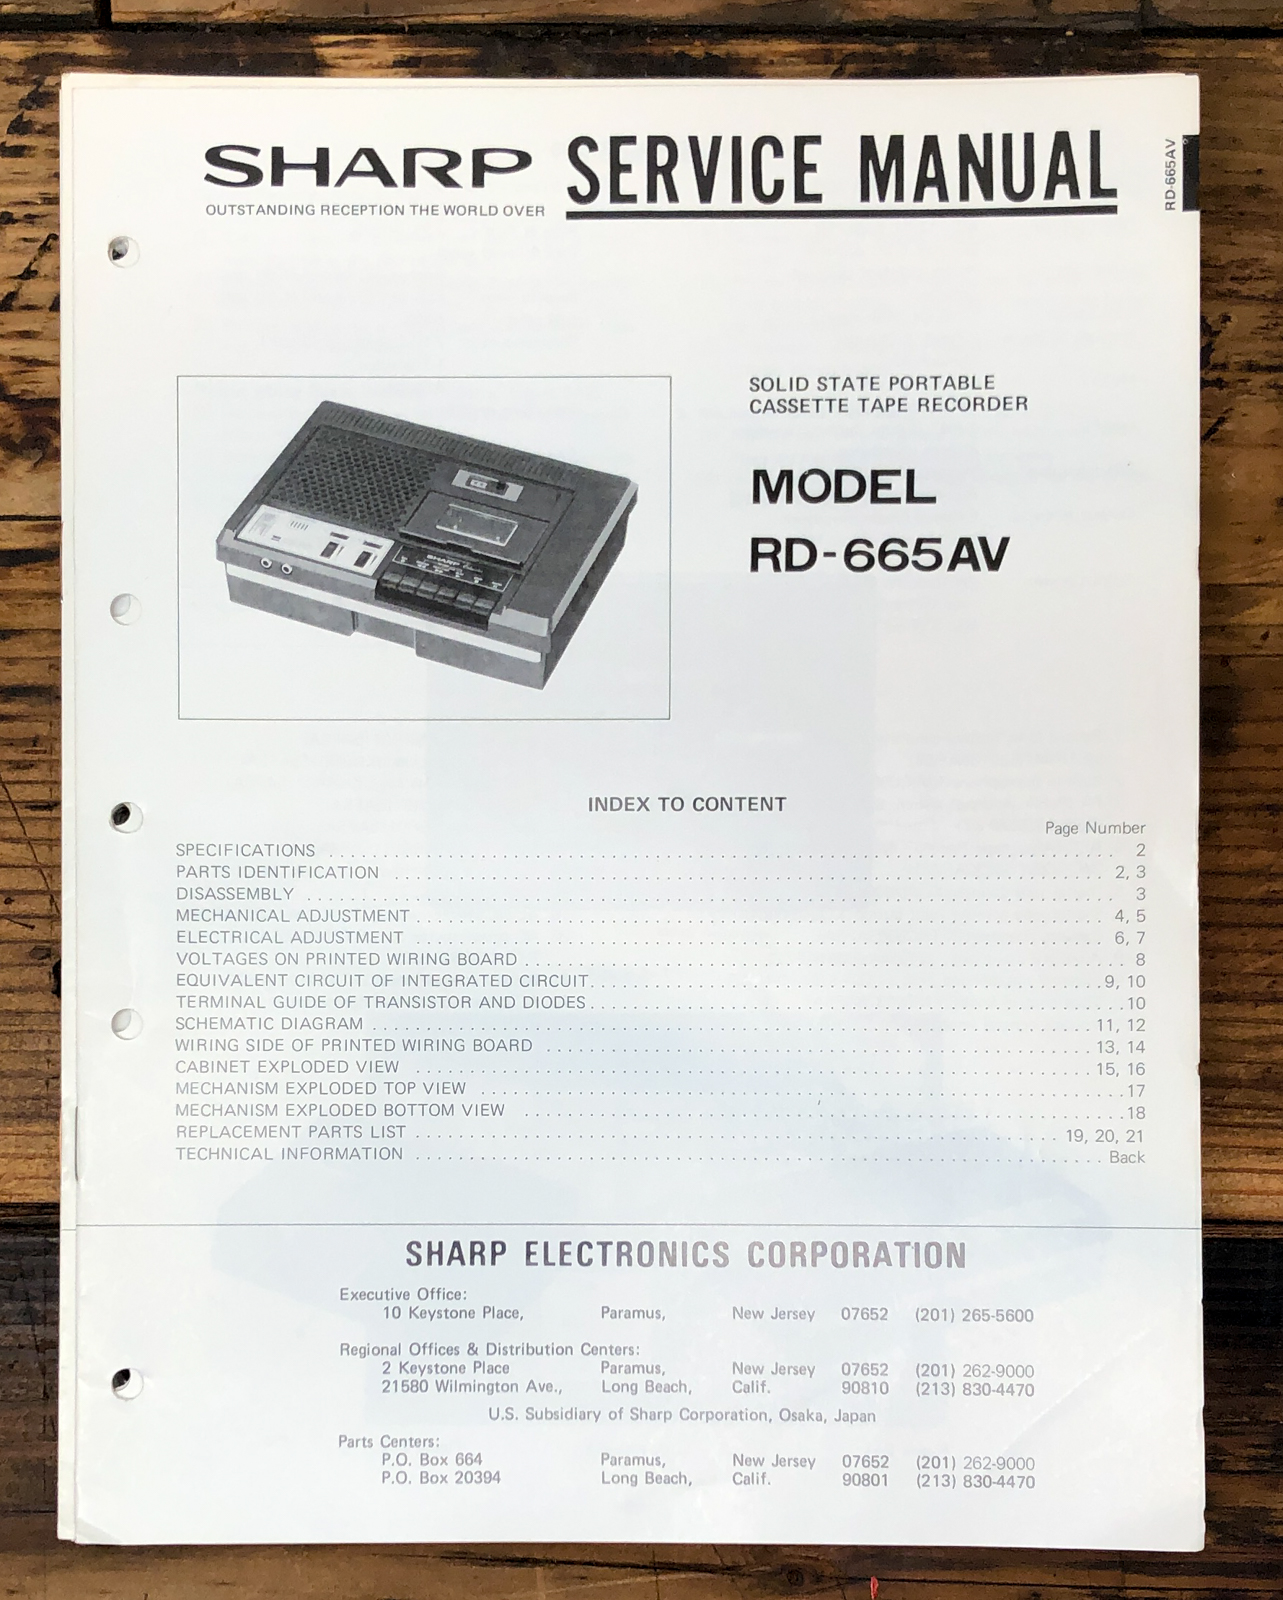 SHARP SERVICE MANUAL
OUTSTANDING RECEPTION THE WORLD OVER
RD-665AV
SOLID STATE PORTABLE
CASSETTE TAPE RECORDER
MODEL
RD-665AV
SHARP
INDEX TO CONTENT
Page Number
SPECIFICATIONS . . . . . . . . . . 2
PARTS IDENTIFICATION . . . . . . . . . . 2, 3
DISASSEMBLY . . . . . . . . . . 3
MECHANICAL ADJUSTMENT . . . . . . . . . . 4, 5
ELECTRICAL ADJUSTMENT . . . . . . . . . . 6, 7
VOLTAGES ON PRINTED WIRING BOARD . . . . . . . . . . 8
EQUIVALENT CIRCUIT OF INTEGRATED CIRCUIT. . . . . . . . . . 9, 10
TERMINAL GUIDE OF TRANSISTOR AND DIODES . . . . . . . . . . 10
SCHEMATIC DIAGRAM . . . . . . . . . . 11, 12
WIRING SIDE OF PRINTED WIRING BOARD . . . . . . . . . . 13, 14
CABINET EXPLODED VIEW . . . . . . . . . . 15, 16
MECHANISM EXPLODED TOP VIEW . . . . . . . . . . 17
MECHANISM EXPLODED BOTTOM VIEW . . . . . . . . . . 18
REPLACEMENT PARTS LIST . . . . . . . . . . 19, 20, 21
TECHNICAL INFORMATION . . . . . . . . . . Back
SHARP ELECTRONICS CORPORATION
Executive Office:
10 Keystone Place, Paramus, New Jersey 07652 (201) 265-5600
Regional Offices & Distribution Centers:
2 Keystone Place Paramus, New Jersey 07652 (201) 262-9000
21580 Wilmington Ave., Long Beach, Calif. 90810 (213) 830-4470
U.S. Subsidiary of Sharp Corporation, Osaka, Japan
Parts Centers:
P.O. Box 664 Paramus, New Jersey 07652 (201) 262-9000
P.O. Box 20394 Long Beach, Calif. 90801 (213) 830-4470